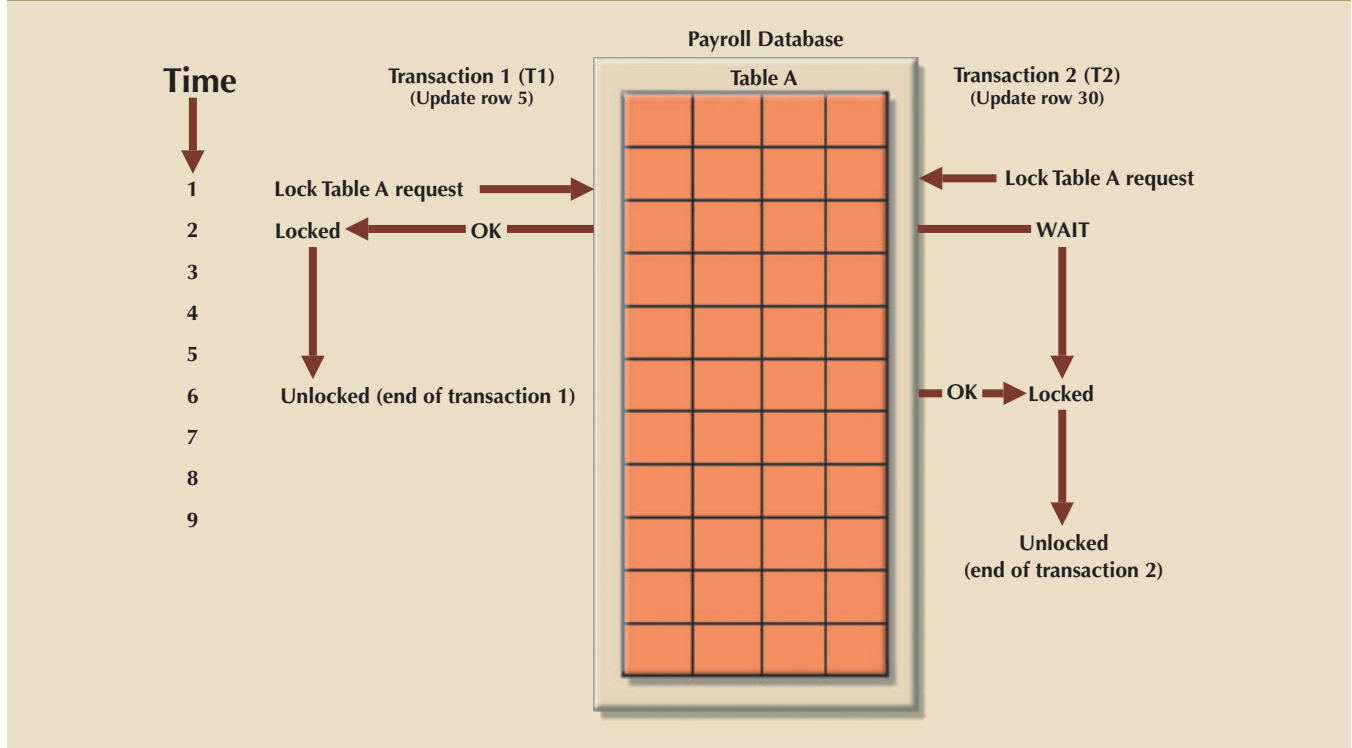 Payroll Database
Time
Transaction 1 (T1)
(Update row 5)
Table A
Transaction 2 (T2)
(Update row 30)
1
Lock Table A request
Lock Table A request
2
Locked
OK
WAIT
3
4
5
6
Unlocked (end of transaction 1)
OK
Locked
7
8
9
Unlocked
(end of transaction 2)